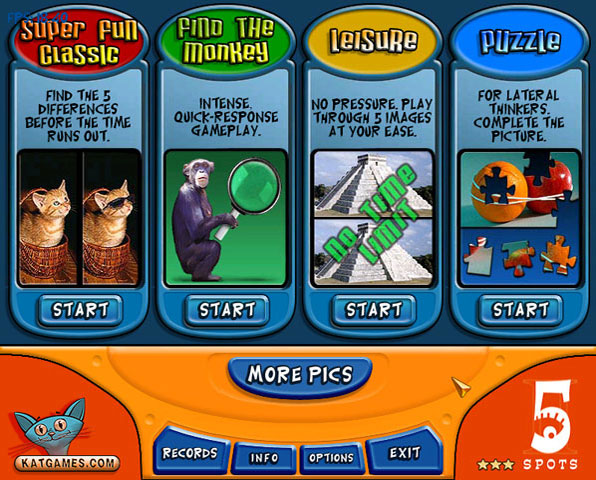 SUPER FUN
CLASSIC
FIND THE 5
DIFFERENCES
BEFORE THE TIME
RUNS OUT.
START
FIND THE
MONKEY
INTENSE,
QUICK-RESPONSE
GAMEPLAY.
START
LEISURE
NO PRESSURE. PLAY
THROUGH 5 IMAGES
AT YOUR EASE.
NO TIME
LIMIT
START
PUZZLE
FOR LATERAL
THINKERS.
COMPLETE THE
PICTURE.
START
MORE PICS
KATGAMES.COM
RECORDS
INFO
OPTIONS
EXIT
5
SPOTS